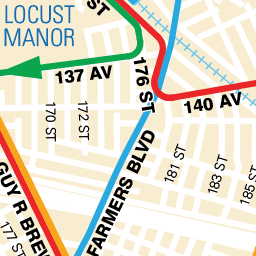 LOCUST
MANOR
ST
137 AV
176 ST
140 AV
170 ST
172 ST
FARMERS BLVD
181 ST
183 ST
185 S
GUY R BREW
177 ST